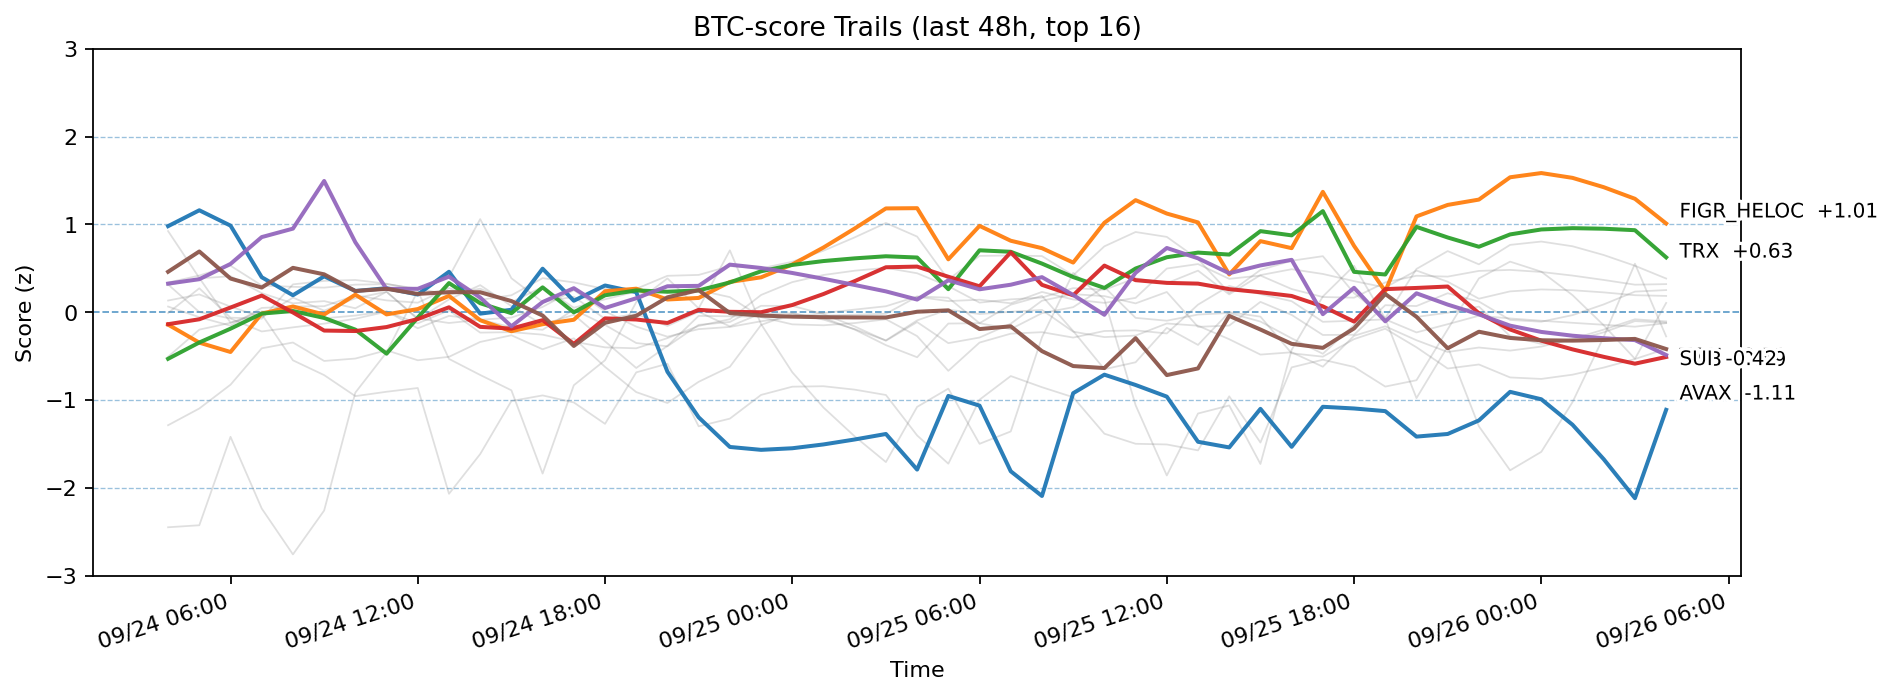 BTC-score Trails (last 48h, top 16)
Score (z)
3
2
1
0
−1
−2
−3
FIGR_HELOC +1.01
TRX +0.63
AVAX -1.11
09/24 06:00
09/24 12:00
09/24 18:00
09/25 00:00
09/25 06:00
09/25 12:00
09/25 18:00
09/26 00:00
09/26 06:00
Time